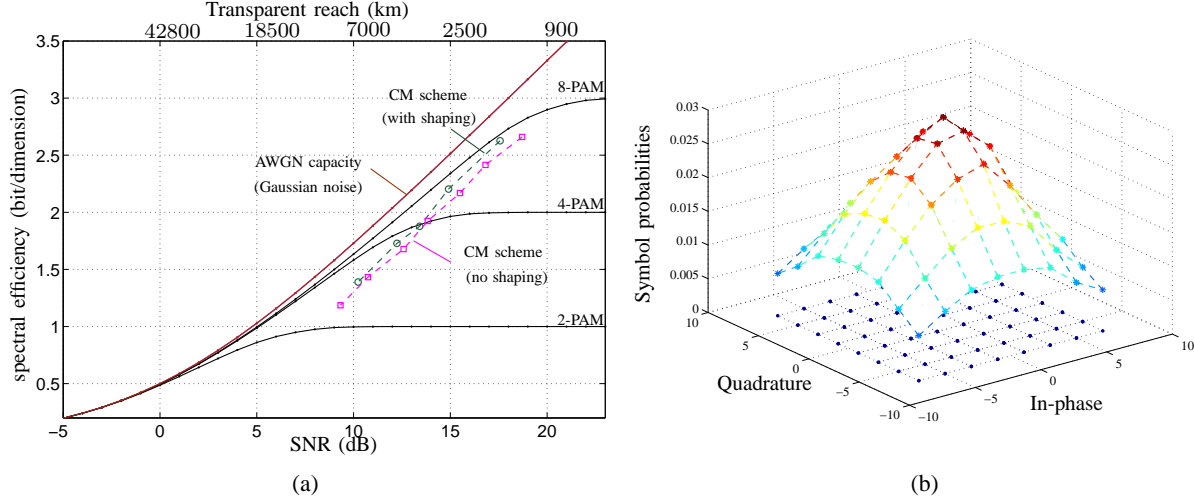 Transparent reach (km)
42800 18500 7000 2500 900
3.5
3
2.5
2
1.5
1
0.5
spectral efficiency (bit/dimension)
8-PAM
CM scheme
(with shaping)
AWGN capacity
(Gaussian noise)
4-PAM
CM scheme
(no shaping)
2-PAM
−5 0 5 10 15 20
SNR (dB)
(a)
0.03
0.025
0.02
0.015
0.01
0.005
0
Symbol probabilities
10
5
0
−5
−10
Quadrature
−10
−5
0
5
10
In-phase
(b)